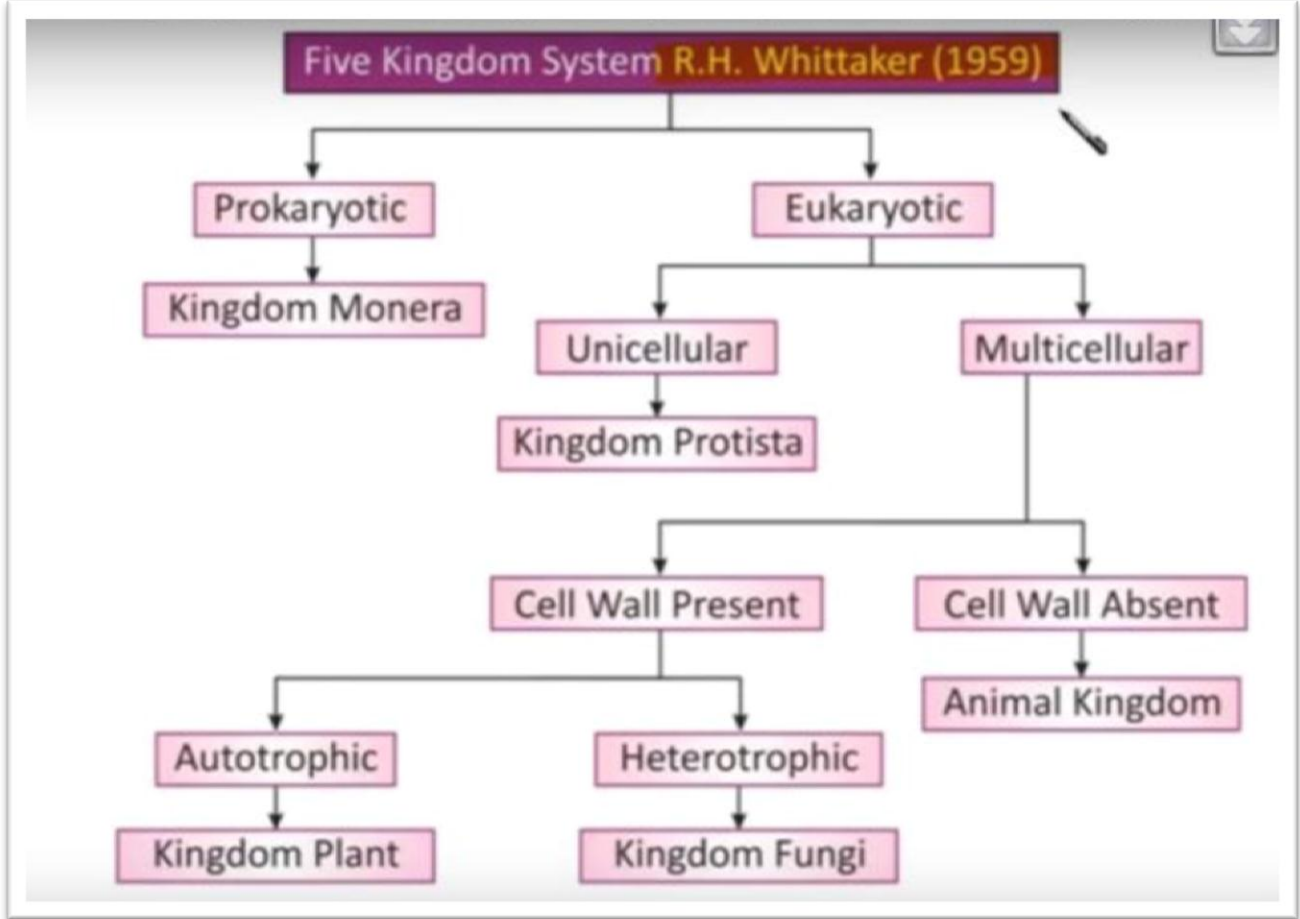 Five Kingdom System R.H. Whittaker (1959)
Prokaryotic
Eukaryotic
Kingdom Monera
Unicellular
Multicellular
Kingdom Protista
Cell Wall Present
Cell Wall Absent
Animal Kingdom
Autotrophic
Heterotrophic
Kingdom Plant
Kingdom Fungi